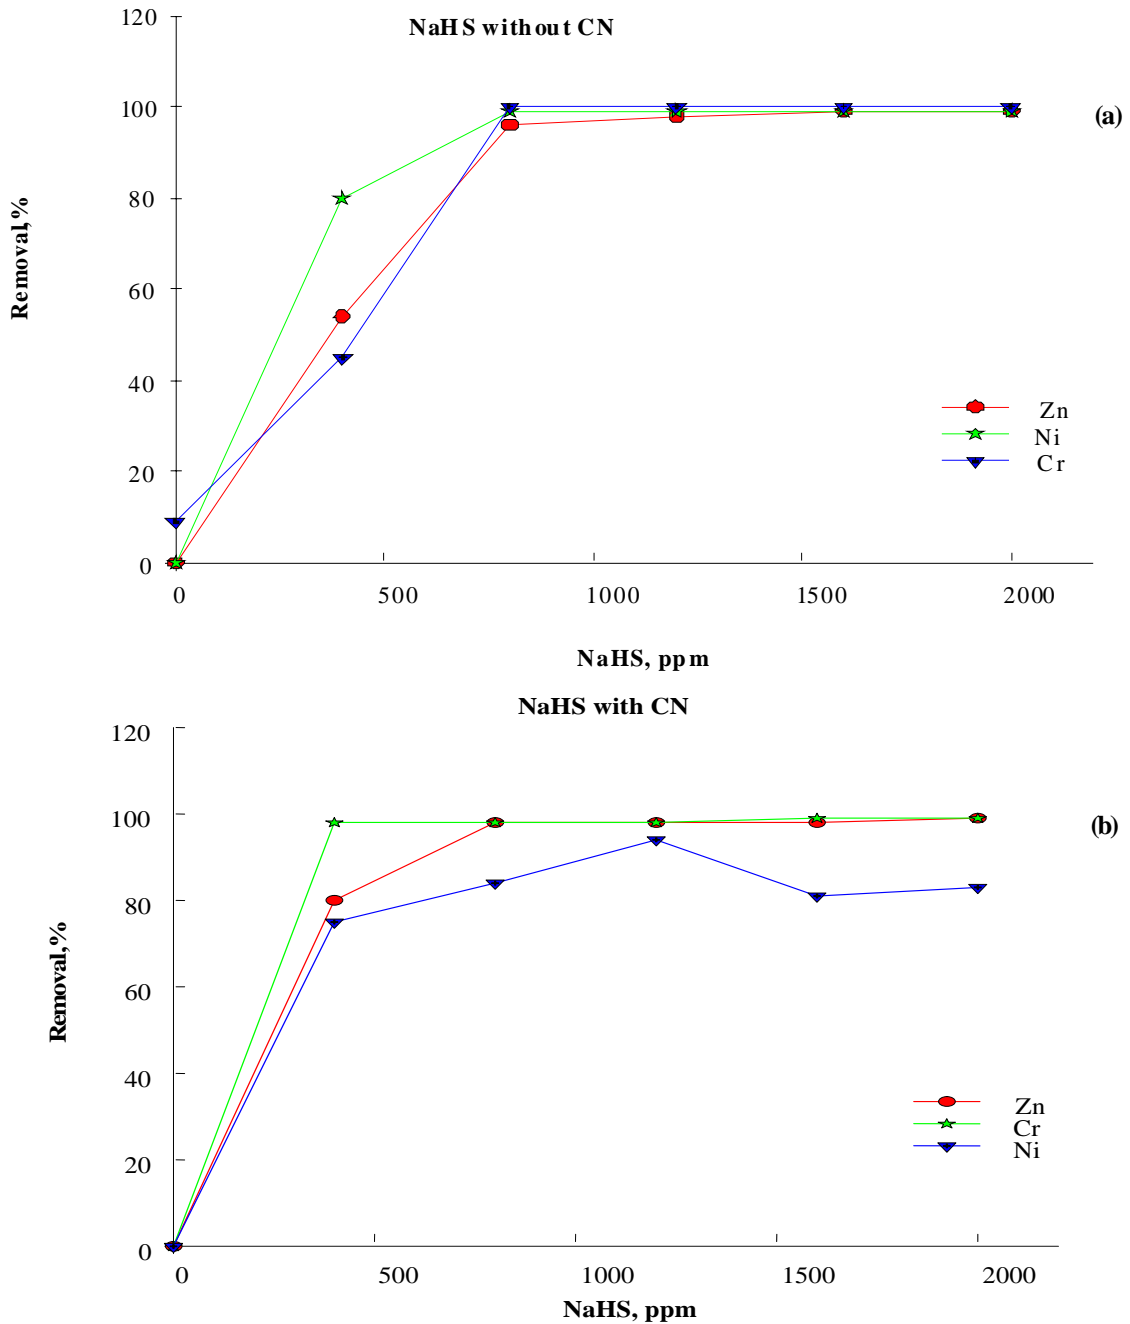 NaHS without CN
120
100
80
60
40
20
0
Removal,%
(a)
Zn
Ni
Cr
0 500 1000 1500 2000
NaHS, ppm
NaHS with CN
120
100
80
60
40
20
0
Removal,%
(b)
Zn
Cr
Ni
0 500 1000 1500 2000
NaHS, ppm